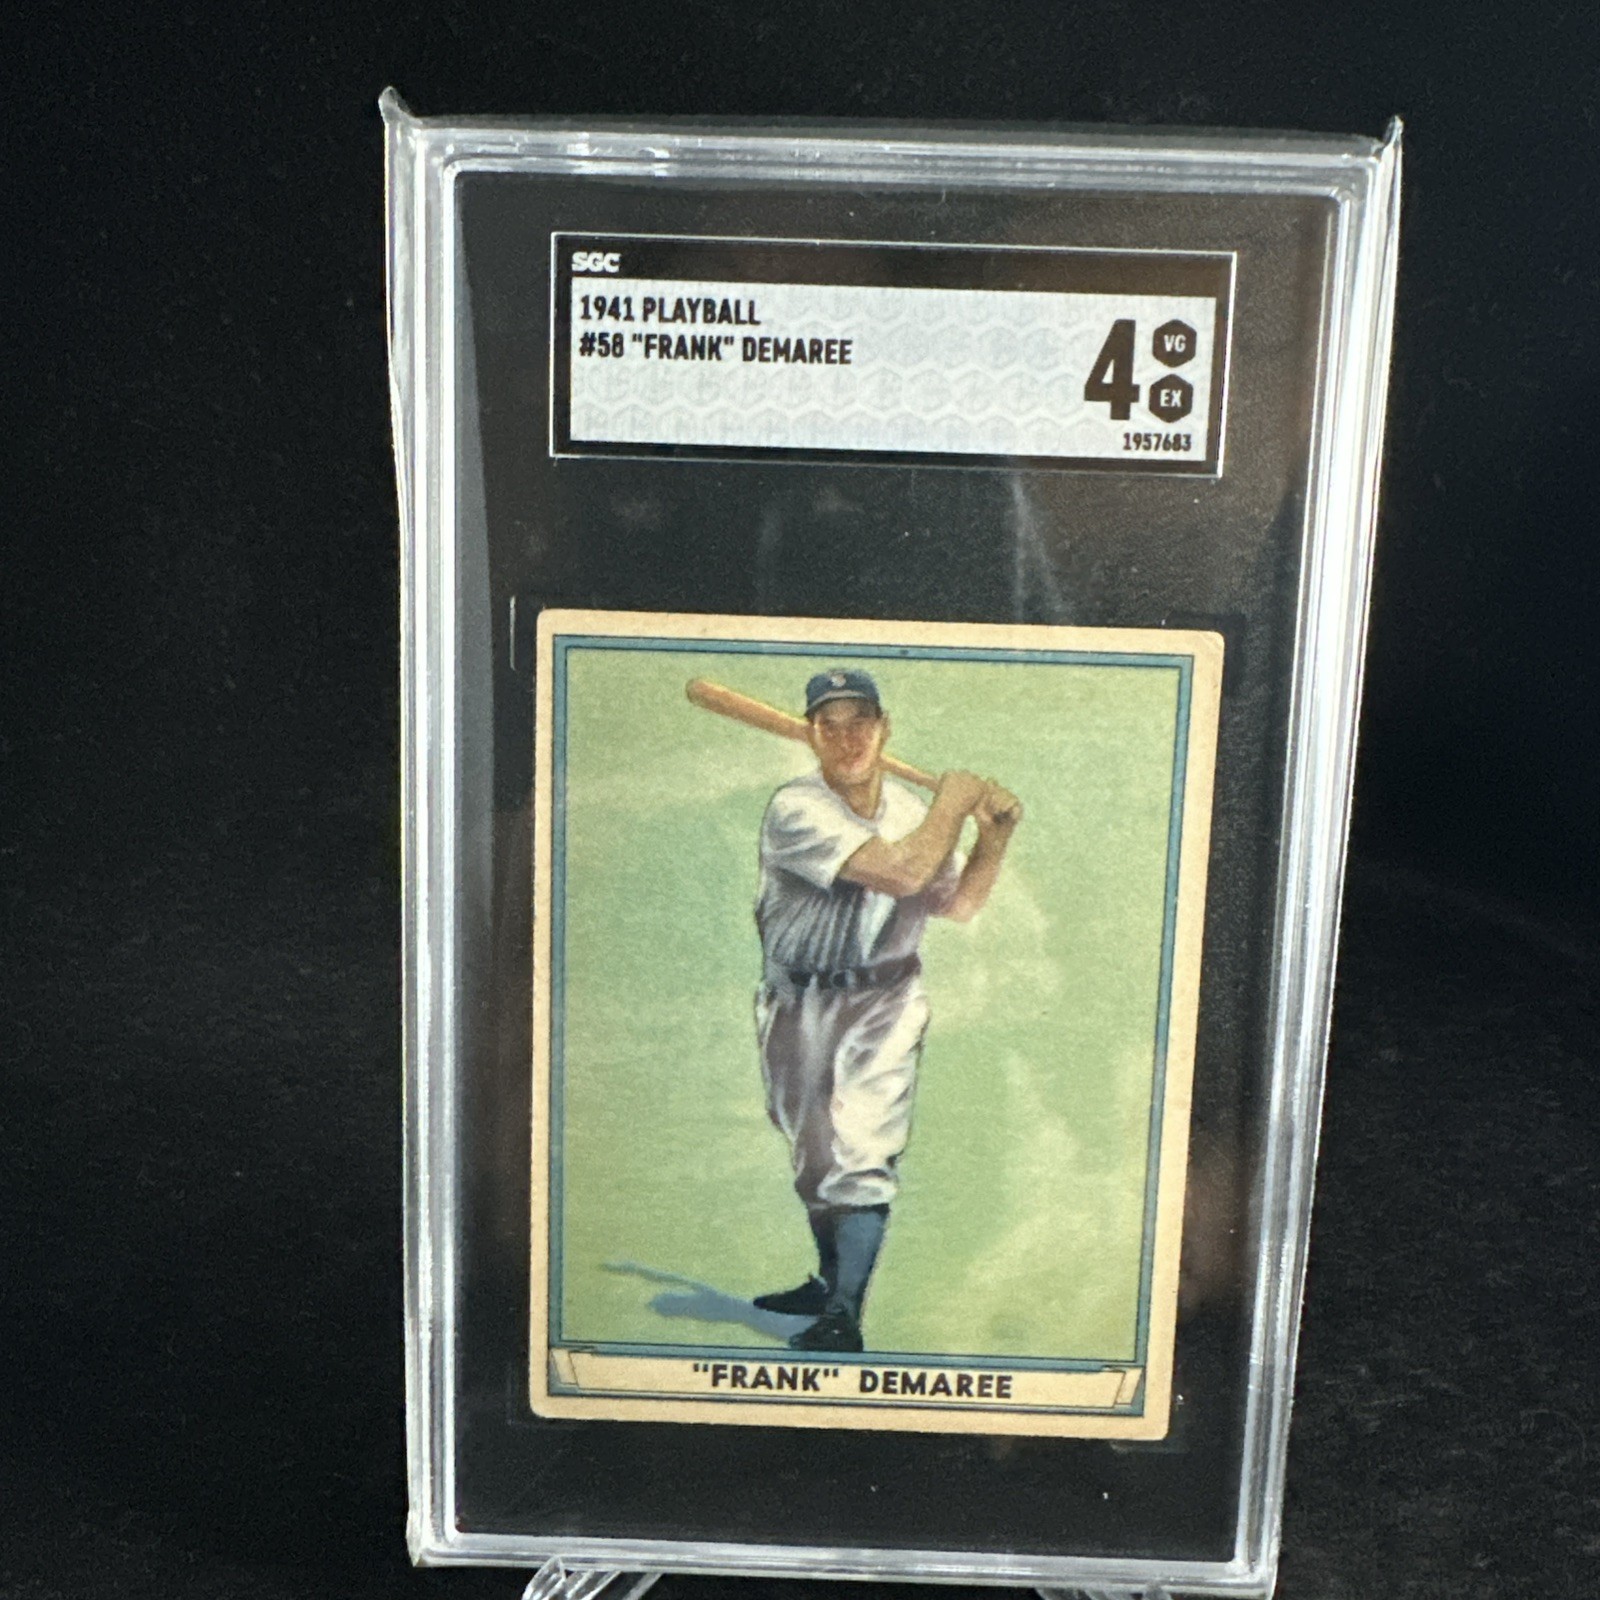 SGC
1941 PLAYBALL
#58 "FRANK" DEMAREE
4
VG
EX
1957683
"FRANK" DEMAREE